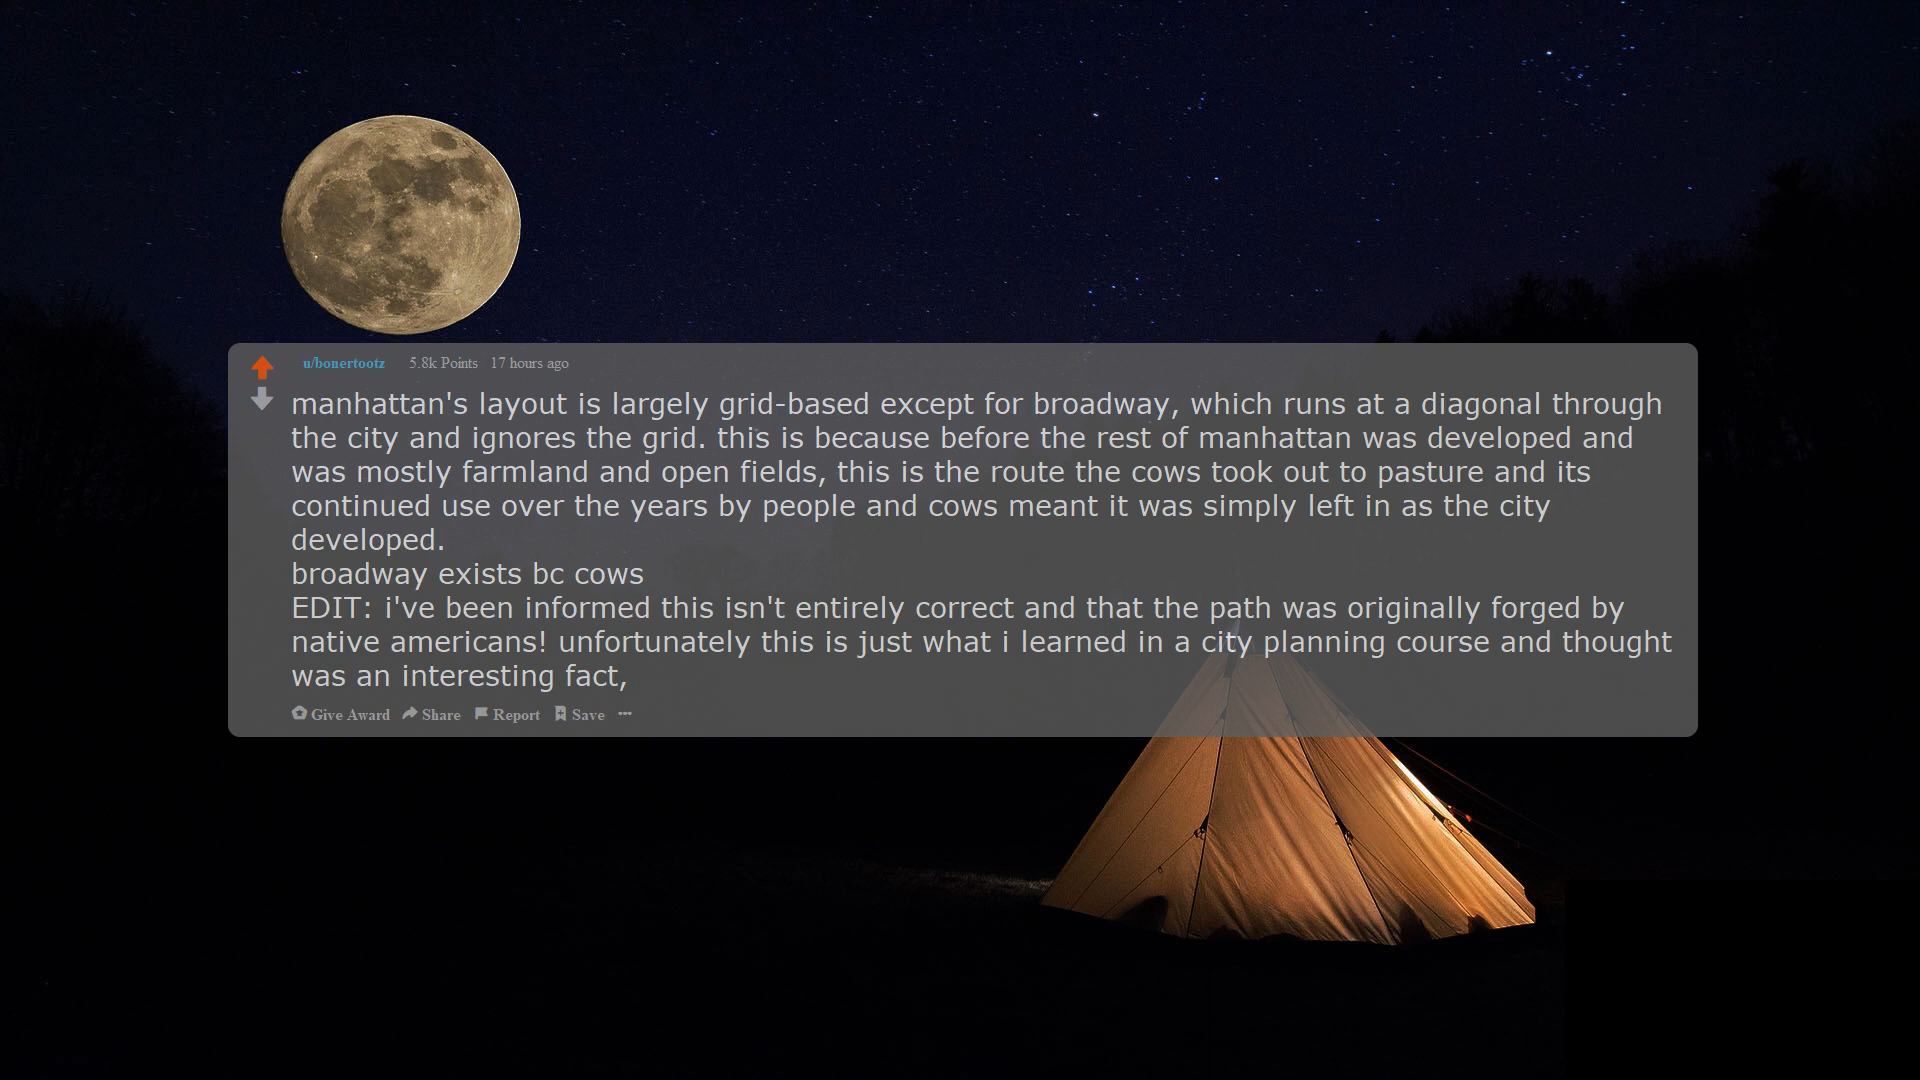 u/bonertootz 5.8k Points 17 hours ago
manhattan's layout is largely grid-based except for broadway, which runs at a diagonal through
the city and ignores the grid. this is because before the rest of manhattan was developed and
was mostly farmland and open fields, this is the route the cows took out to pasture and its
continued use over the years by people and cows meant it was simply left in as the city
developed.
broadway exists bc cows
EDIT: i've been informed this isn't entirely correct and that the path was originally forged by
native americans! unfortunately this is just what i learned in a city planning course and thought
was an interesting fact,
Give Award Share Report Save